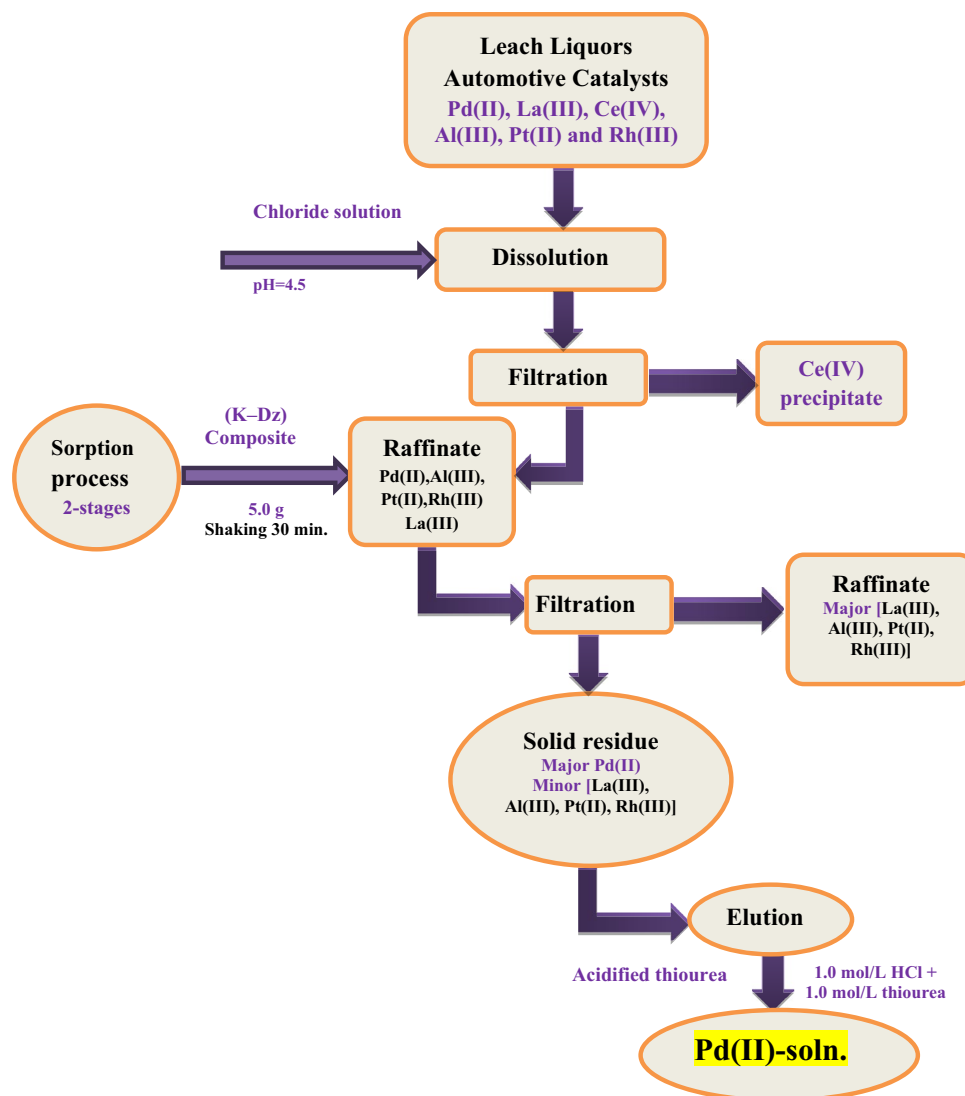 Leach Liquors
Automotive Catalysts
Pd(II), La(III), Ce(IV),
Al(III), Pt(II) and Rh(III)
Chloride solution
pH=4.5
Dissolution
Filtration
Ce(IV)
precipitate
Sorption
process
2-stages
(K–Dz)
Composite
5.0 g
Shaking 30 min.
Raffinate
Pd(II),Al(III),
Pt(II),Rh(III)
La(III)
Filtration
Raffinate
Major [La(III),
Al(III), Pt(II),
Rh(III)]
Solid residue
Major Pd(II)
Minor [La(III),
Al(III), Pt(II), Rh(III)]
Elution
Acidified thiourea
1.0 mol/L HCl +
1.0 mol/L thiourea
Pd(II)-soln.